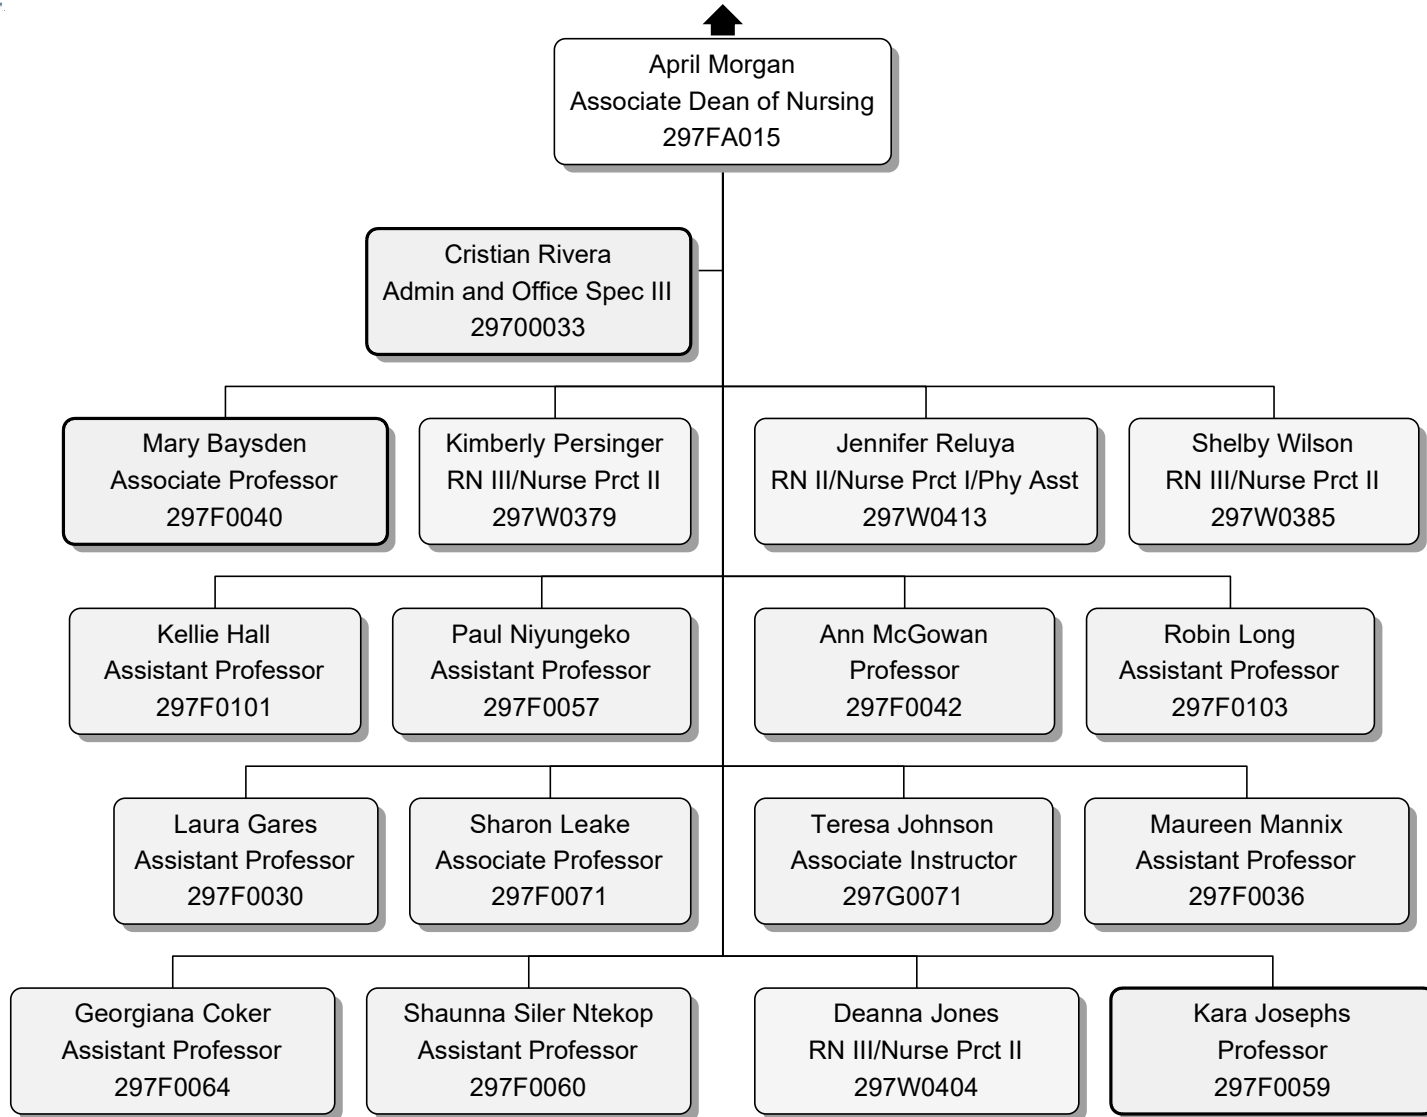 April Morgan
Associate Dean of Nursing
297FA015
Cristian Rivera
Admin and Office Spec III
29700033
Mary Baysden
Associate Professor
297F0040
Kimberly Persinger
RN III/Nurse Prct II
297W0379
Jennifer Reluya
RN II/Nurse Prct I/Phy Asst
297W0413
Shelby Wilson
RN III/Nurse Prct II
297W0385
Kellie Hall
Assistant Professor
297F0101
Paul Niyungeko
Assistant Professor
297F0057
Ann McGowan
Professor
297F0042
Robin Long
Assistant Professor
297F0103
Laura Gares
Assistant Professor
297F0030
Sharon Leake
Associate Professor
297F0071
Teresa Johnson
Associate Instructor
297G0071
Maureen Mannix
Assistant Professor
297F0036
Georgiana Coker
Assistant Professor
297F0064
Shaunna Siler Ntekop
Assistant Professor
297F0060
Deanna Jones
RN III/Nurse Prct II
297W0404
Kara Josephs
Professor
297F0059